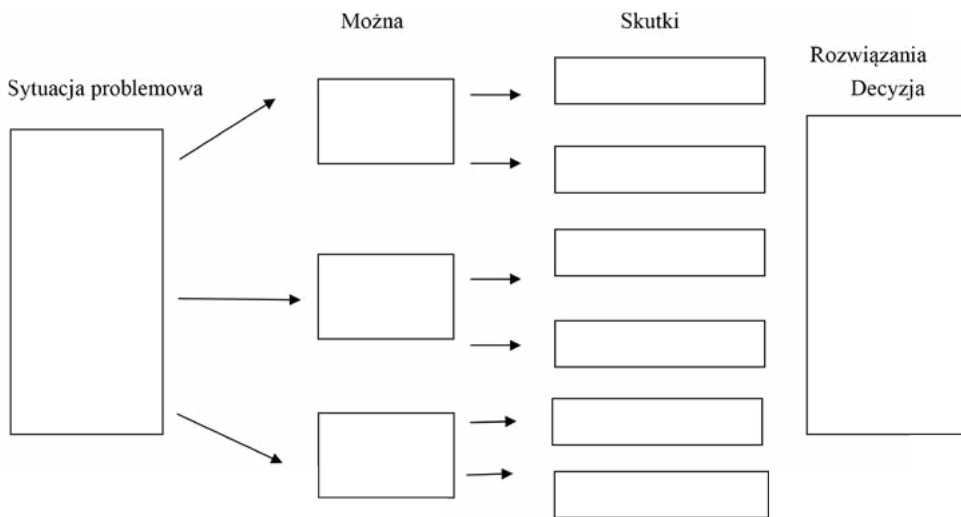 Można
Skutki
Rozwiązania
Sytuacja problemowa
Decyzja